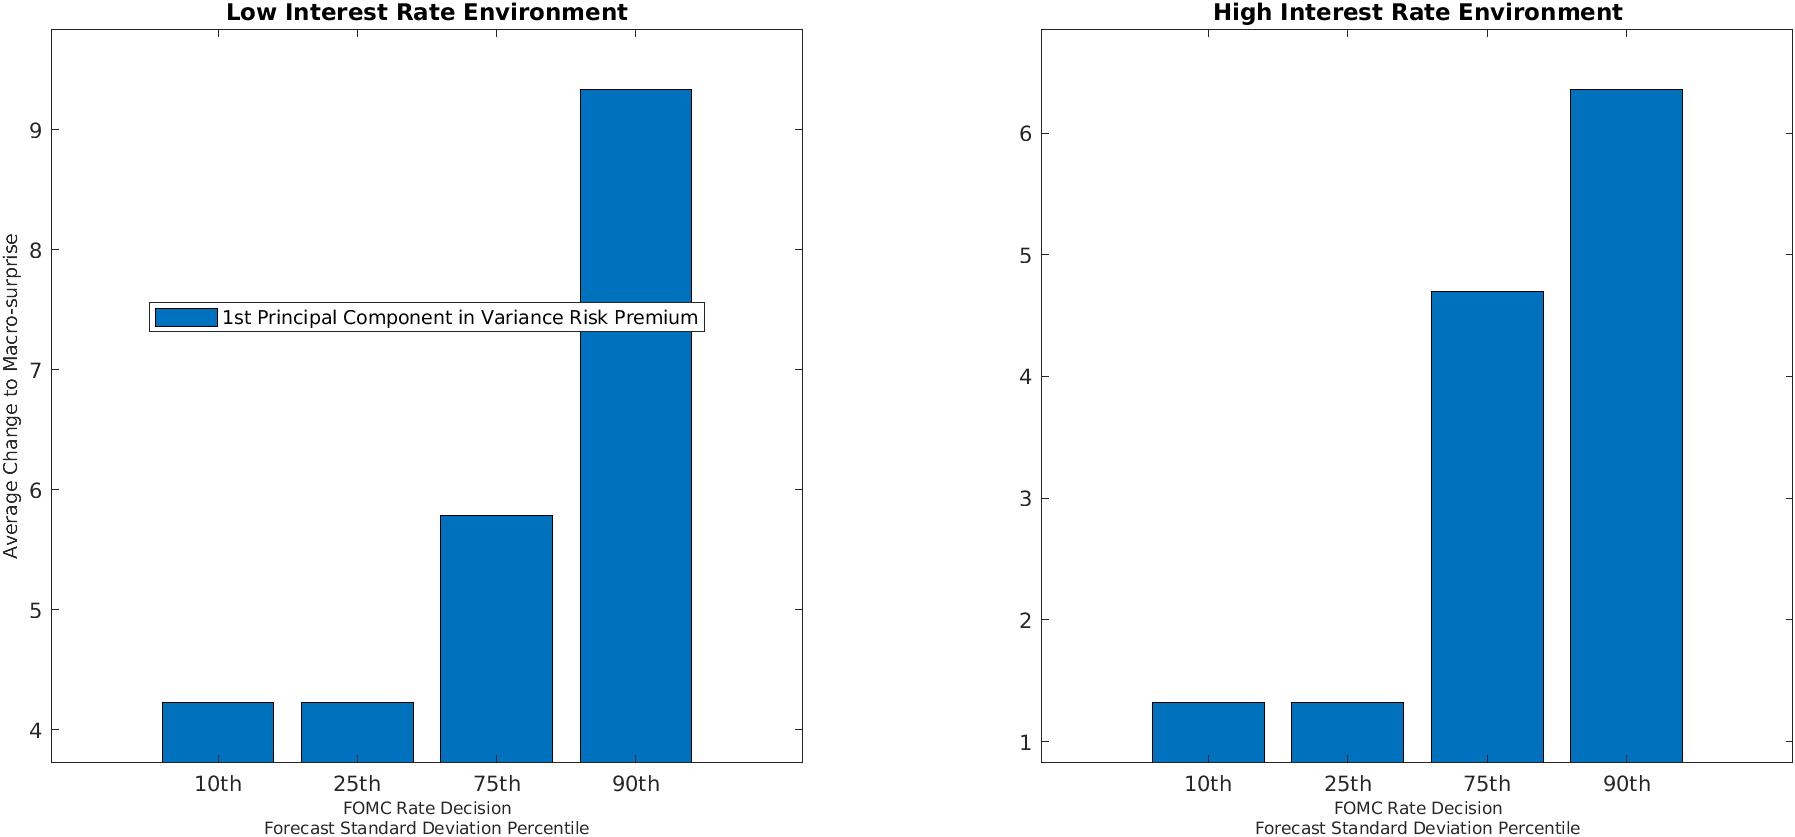 Low Interest Rate Environment
Average Change to Macro-surprise
9
8
7
6
5
4
1st Principal Component in Variance Risk Premium
10th 25th 75th 90th
FOMC Rate Decision
Forecast Standard Deviation Percentile
High Interest Rate Environment
6
5
4
3
2
1
10th 25th 75th 90th
FOMC Rate Decision
Forecast Standard Deviation Percentile